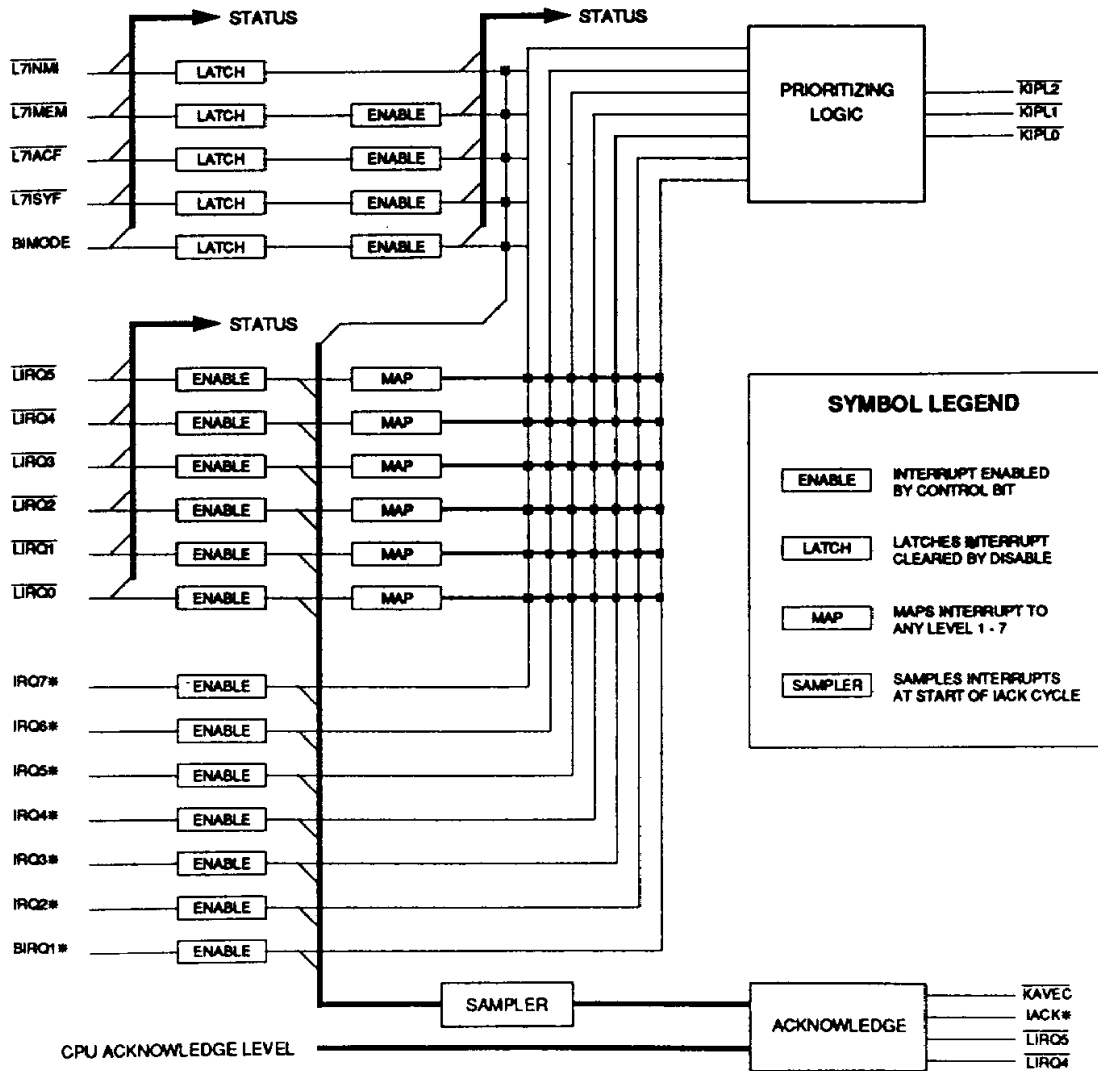 STATUS
STATUS
L7INMI
LATCH
L7IMEM
LATCH
ENABLE
L7IACF
LATCH
ENABLE
L7ISYF
LATCH
ENABLE
BIMODE
LATCH
ENABLE
PRIORITIZING
LOGIC
KIPL2
KIPL1
KIPL0
STATUS
LIRQ5
ENABLE
MAP
LIRQ4
ENABLE
MAP
LIRQ3
ENABLE
MAP
LIRQ2
ENABLE
MAP
LIRQ1
ENABLE
MAP
LIRQ0
ENABLE
MAP
IRQ7*
ENABLE
IRQ6*
ENABLE
IRQ5*
ENABLE
IRQ4*
ENABLE
IRQ3*
ENABLE
IRQ2*
ENABLE
BIRQ1*
ENABLE
SYMBOL LEGEND
ENABLE
INTERRUPT ENABLED
BY CONTROL BIT
LATCH
LATCHES INTERRUPT
CLEARED BY DISABLE
MAP
MAPS INTERRUPT TO
ANY LEVEL 1 - 7
SAMPLER
SAMPLES INTERRUPTS
AT START OF IACK CYCLE
SAMPLER
CPU ACKNOWLEDGE LEVEL
ACKNOWLEDGE
KAVEC
IACK*
LIRQ5
LIRQ4